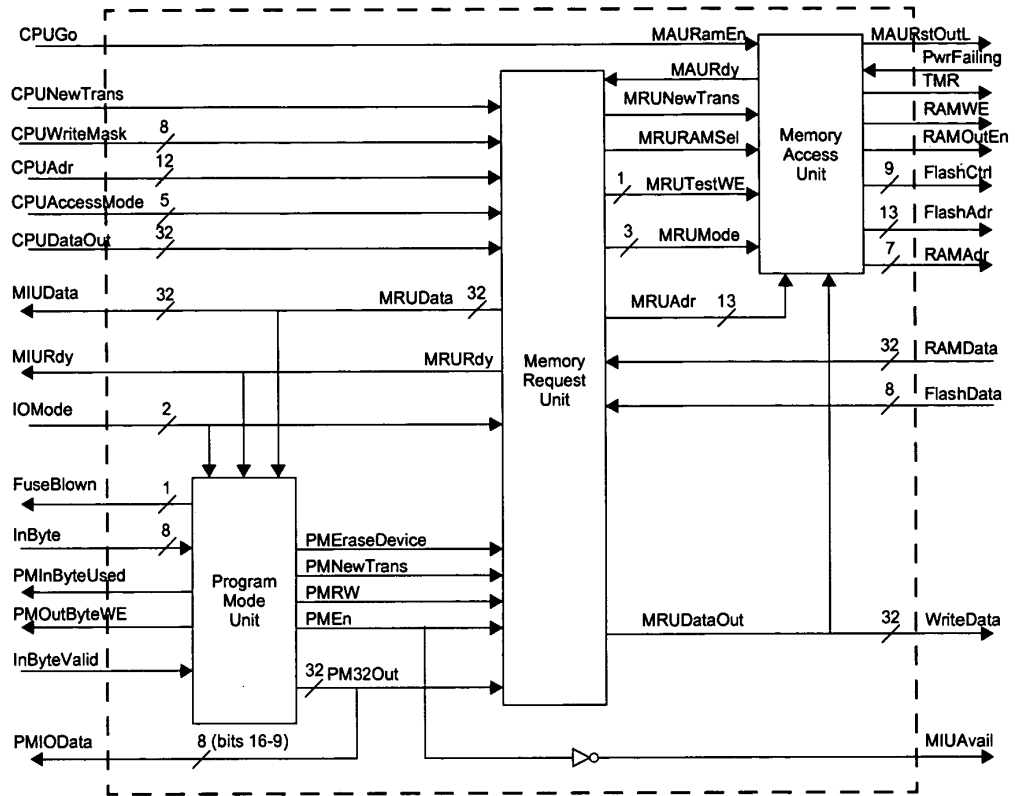 CPUGo
MAURamEn
MAURstOutL
PwrFailing
MAURdy
TMR
CPUNewTrans
MRUNewTrans
RAMWE
CPUWriteMask
8
MRURAMSel
Memory
Access
Unit
RAMOutEn
CPUAdr
12
1
MRUTestWE
9
FlashCtrl
CPUAccessMode
5
13
FlashAdr
CPUDataOut
32
3
MRUMode
7
RAMAdr
MIUData
32
MRUData
32
MRUAdr
13
MIURdy
MRURdy
Memory
Request
Unit
32
RAMData
IOMode
2
8
FlashData
FuseBlown
1
InByte
8
PMEraseDevice
PMInByteUsed
Program
Mode
Unit
PMNewTrans
PMRW
PMOutByteWE
PMEn
MRUDataOut
32
WriteData
InByteValid
32
PM32Out
PMIOData
8 (bits 16-9)
MIUAvail